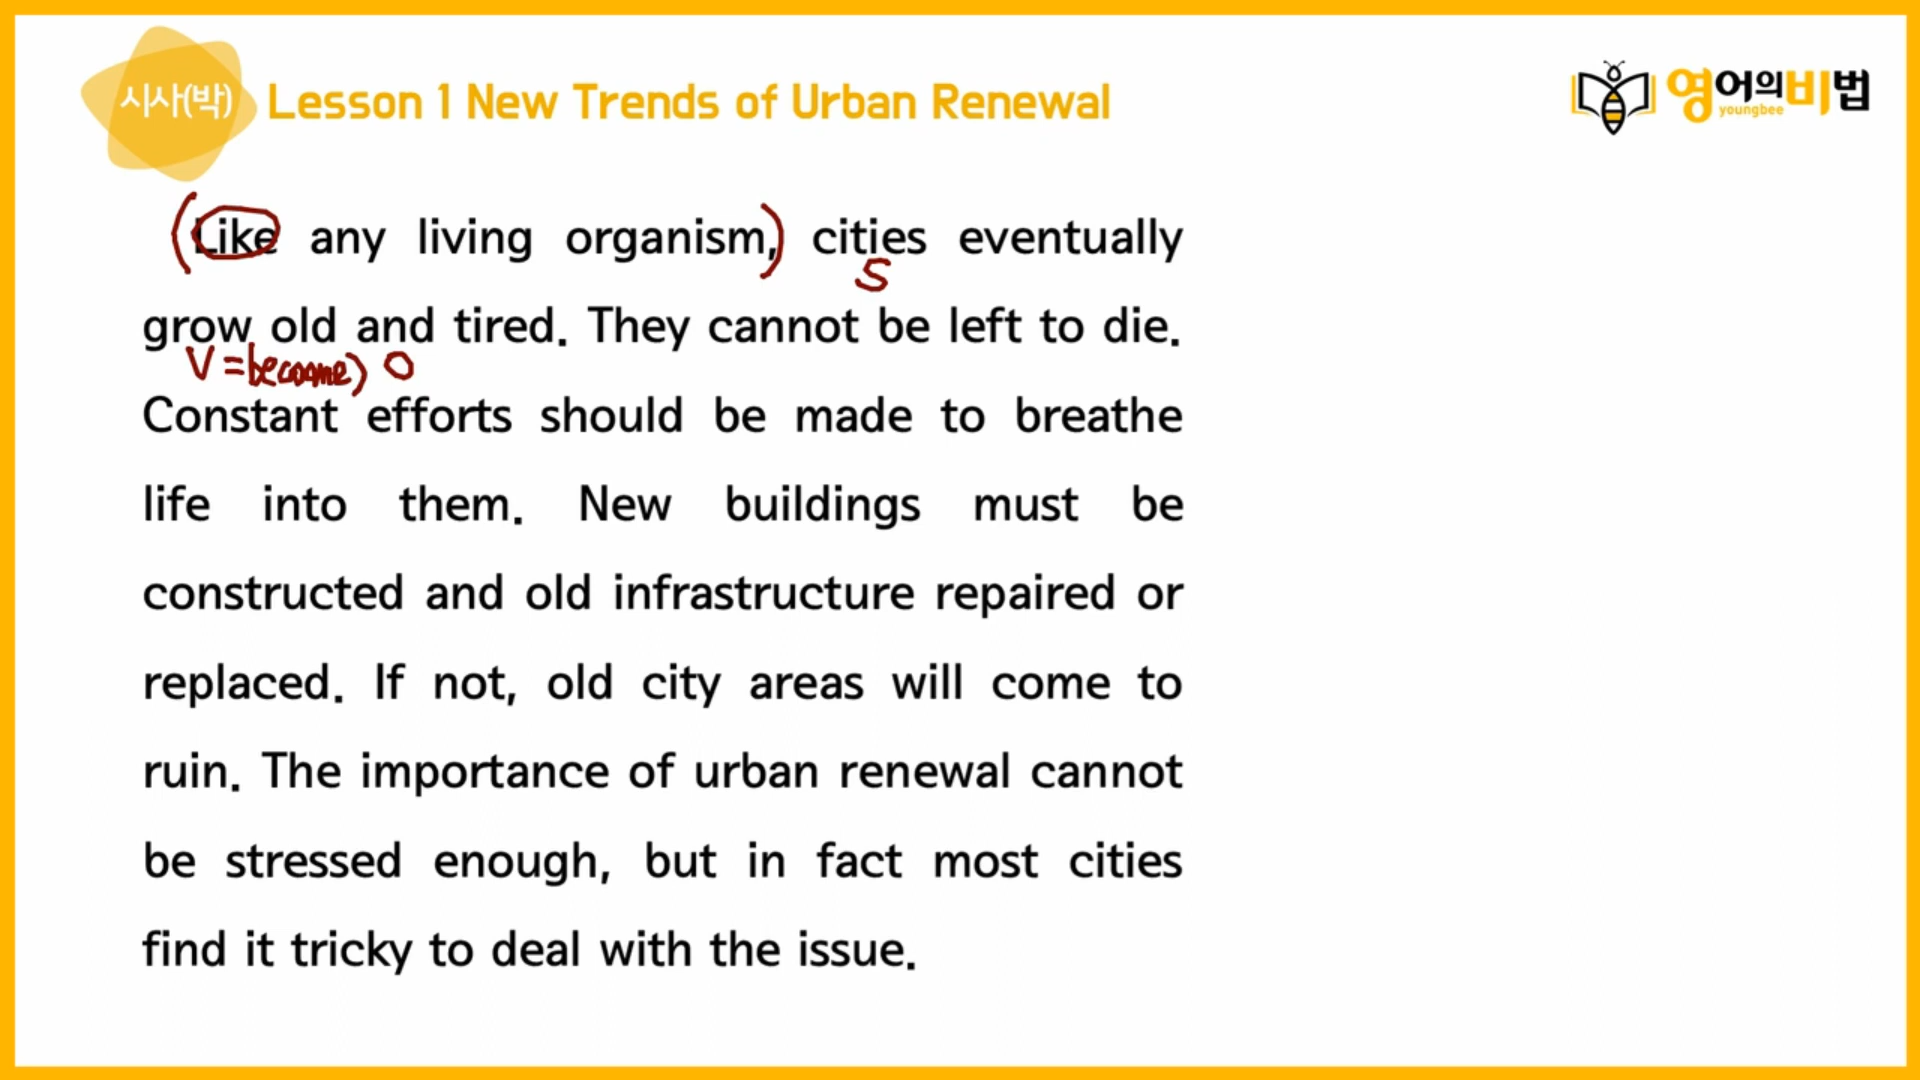 시사(박)
Lesson 1 New Trends of Urban Renewal
영어의비법
youngbee
(Like any living organism,) cities eventually
S
grow old and tired. They cannot be left to die.
V =become) O
Constant efforts should be made to breathe
life into them. New buildings must be
constructed and old infrastructure repaired or
replaced. If not, old city areas will come to
ruin. The importance of urban renewal cannot
be stressed enough, but in fact most cities
find it tricky to deal with the issue.